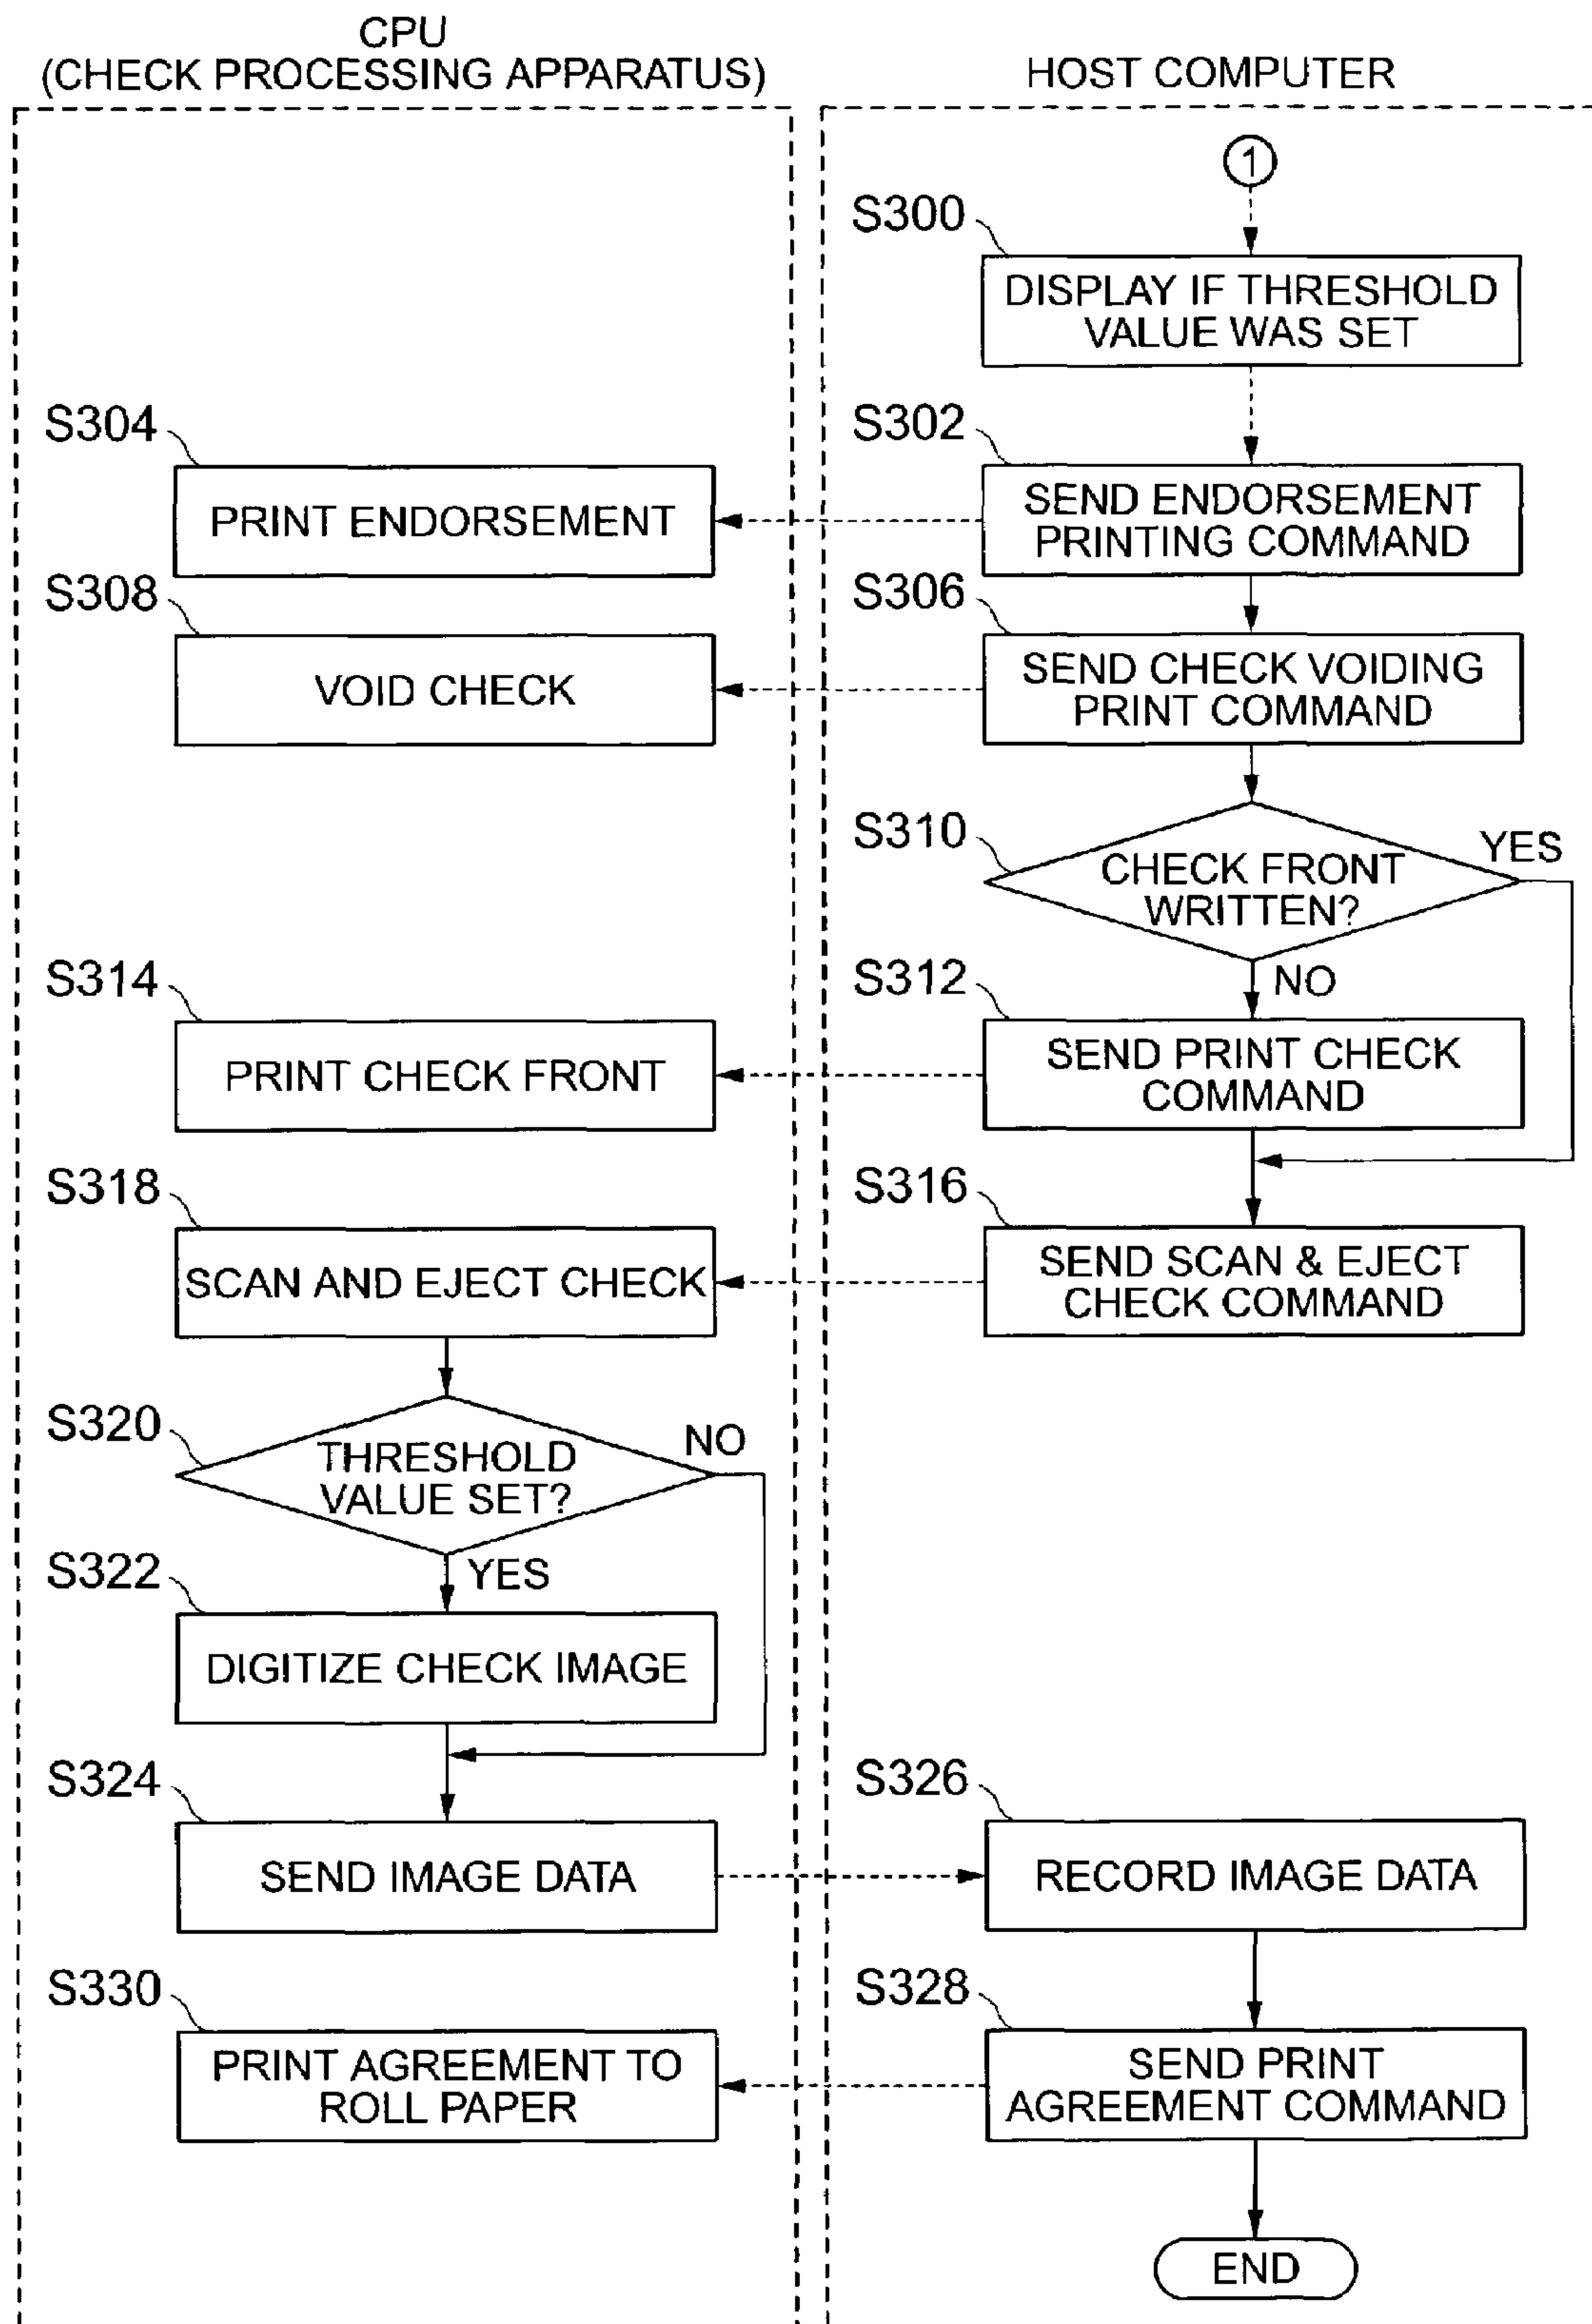 CPU
(CHECK PROCESSING APPARATUS)
HOST COMPUTER
1
S300
DISPLAY IF THRESHOLD
VALUE WAS SET
S304
PRINT ENDORSEMENT
S302
SEND ENDORSEMENT
PRINTING COMMAND
S308
VOID CHECK
S306
SEND CHECK VOIDING
PRINT COMMAND
S310
CHECK FRONT
WRITTEN?
YES
NO
S314
PRINT CHECK FRONT
S312
SEND PRINT CHECK
COMMAND
S318
SCAN AND EJECT CHECK
S316
SEND SCAN & EJECT
CHECK COMMAND
S320
THRESHOLD
VALUE SET?
NO
YES
S322
DIGITIZE CHECK IMAGE
S324
SEND IMAGE DATA
S326
RECORD IMAGE DATA
S330
PRINT AGREEMENT TO
ROLL PAPER
S328
SEND PRINT
AGREEMENT COMMAND
END